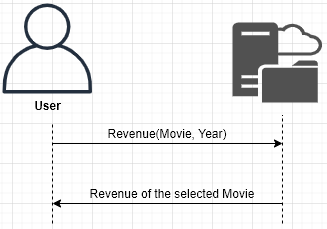 User
Revenue(Movie, Year)
Revenue of the selected Movie